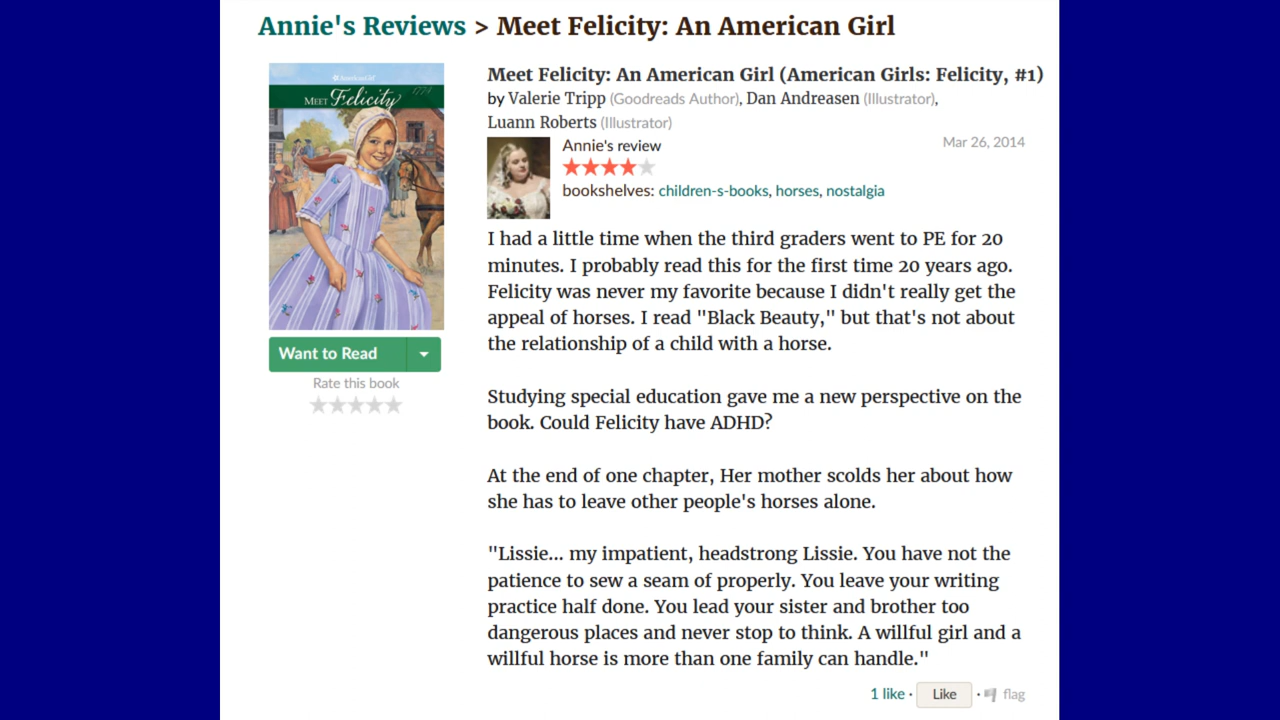 Annie's Reviews > Meet Felicity: An American Girl
American Girl
MEET Felicity 1774
Want to Read
Rate this book
Meet Felicity: An American Girl (American Girls: Felicity, #1)
by Valerie Tripp (Goodreads Author), Dan Andreasen (Illustrator),
Luann Roberts (Illustrator)
Annie's review
Mar 26, 2014
bookshelves: children-s-books, horses, nostalgia
I had a little time when the third graders went to PE for 20
minutes. I probably read this for the first time 20 years ago.
Felicity was never my favorite because I didn't really get the
appeal of horses. I read "Black Beauty," but that's not about
the relationship of a child with a horse.
Studying special education gave me a new perspective on the
book. Could Felicity have ADHD?
At the end of one chapter, Her mother scolds her about how
she has to leave other people's horses alone.
"Lissie... my impatient, headstrong Lissie. You have not the
patience to sew a seam of properly. You leave your writing
practice half done. You lead your sister and brother too
dangerous places and never stop to think. A willful girl and a
willful horse is more than one family can handle."
1 like · Like · flag